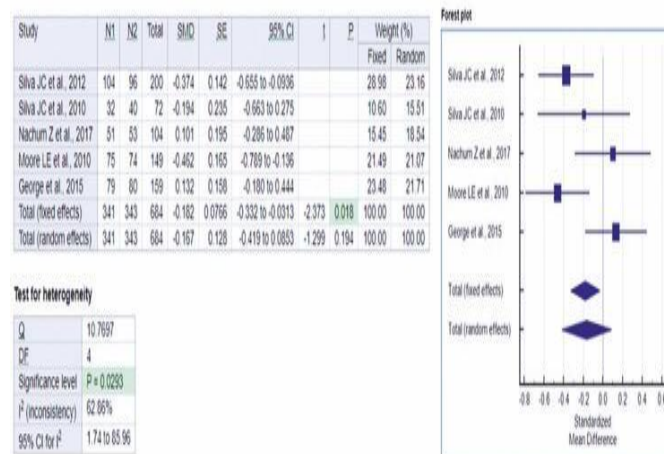 Study N1 N2 Total SMD SE 95% CI t P Weight (%)
Fixed Random
Silva JC et al., 2012 104 96 200 -0.374 0.142 -0.655 to -0.0936 28.98 23.16
Silva JC et al., 2010 32 40 72 -0.194 0.235 -0.663 to 0.275 10.60 15.51
Nachum Z et al., 2017 51 53 104 0.101 0.195 -0.286 to 0.487 15.45 18.54
Moore LE et al., 2010 75 74 149 -0.462 0.165 -0.789 to -0.136 21.49 21.07
George et al., 2015 79 80 159 0.132 0.158 -0.180 to 0.444 23.48 21.71
Total (fixed effects) 341 343 684 -0.182 0.0766 -0.332 to -0.0313 -2.373 0.018 100.00 100.00
Total (random effects) 341 343 684 -0.167 0.128 -0.419 to 0.0853 -1.299 0.194 100.00 100.00
Test for heterogeneity
Q 10.7697
DF 4
Significance level P = 0.0293
I² (inconsistency) 62.86%
95% CI for I² 1.74 to 85.96
Forest plot
Silva JC et al., 2012
Silva JC et al., 2010
Nachum Z et al., 2017
Moore LE et al., 2010
George et al., 2015
Total (fixed effects)
Total (random effects)
-0.8 -0.6 -0.4 -0.2 0.0 0.2 0.4 0.6
Standardized
Mean Difference